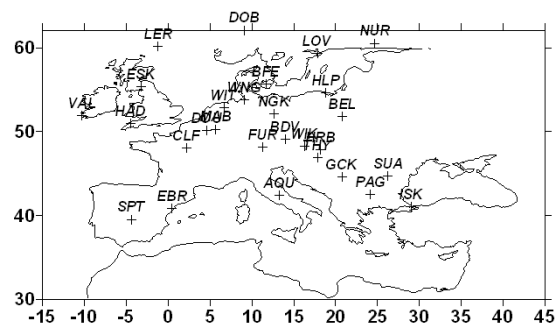 DOB
LER
NUR
60
LOV
ESK
BFE
HLP
WNG
WIT
NGK
VAL
HAD
BEL
MAB
BDV
CLF
FUR
WIK
HRB
THY
GCK
SUA
AQU
PAG
ISK
EBR
SPT
50
40
30
-15 -10 -5 0 5 10 15 20 25 30 35 40 45